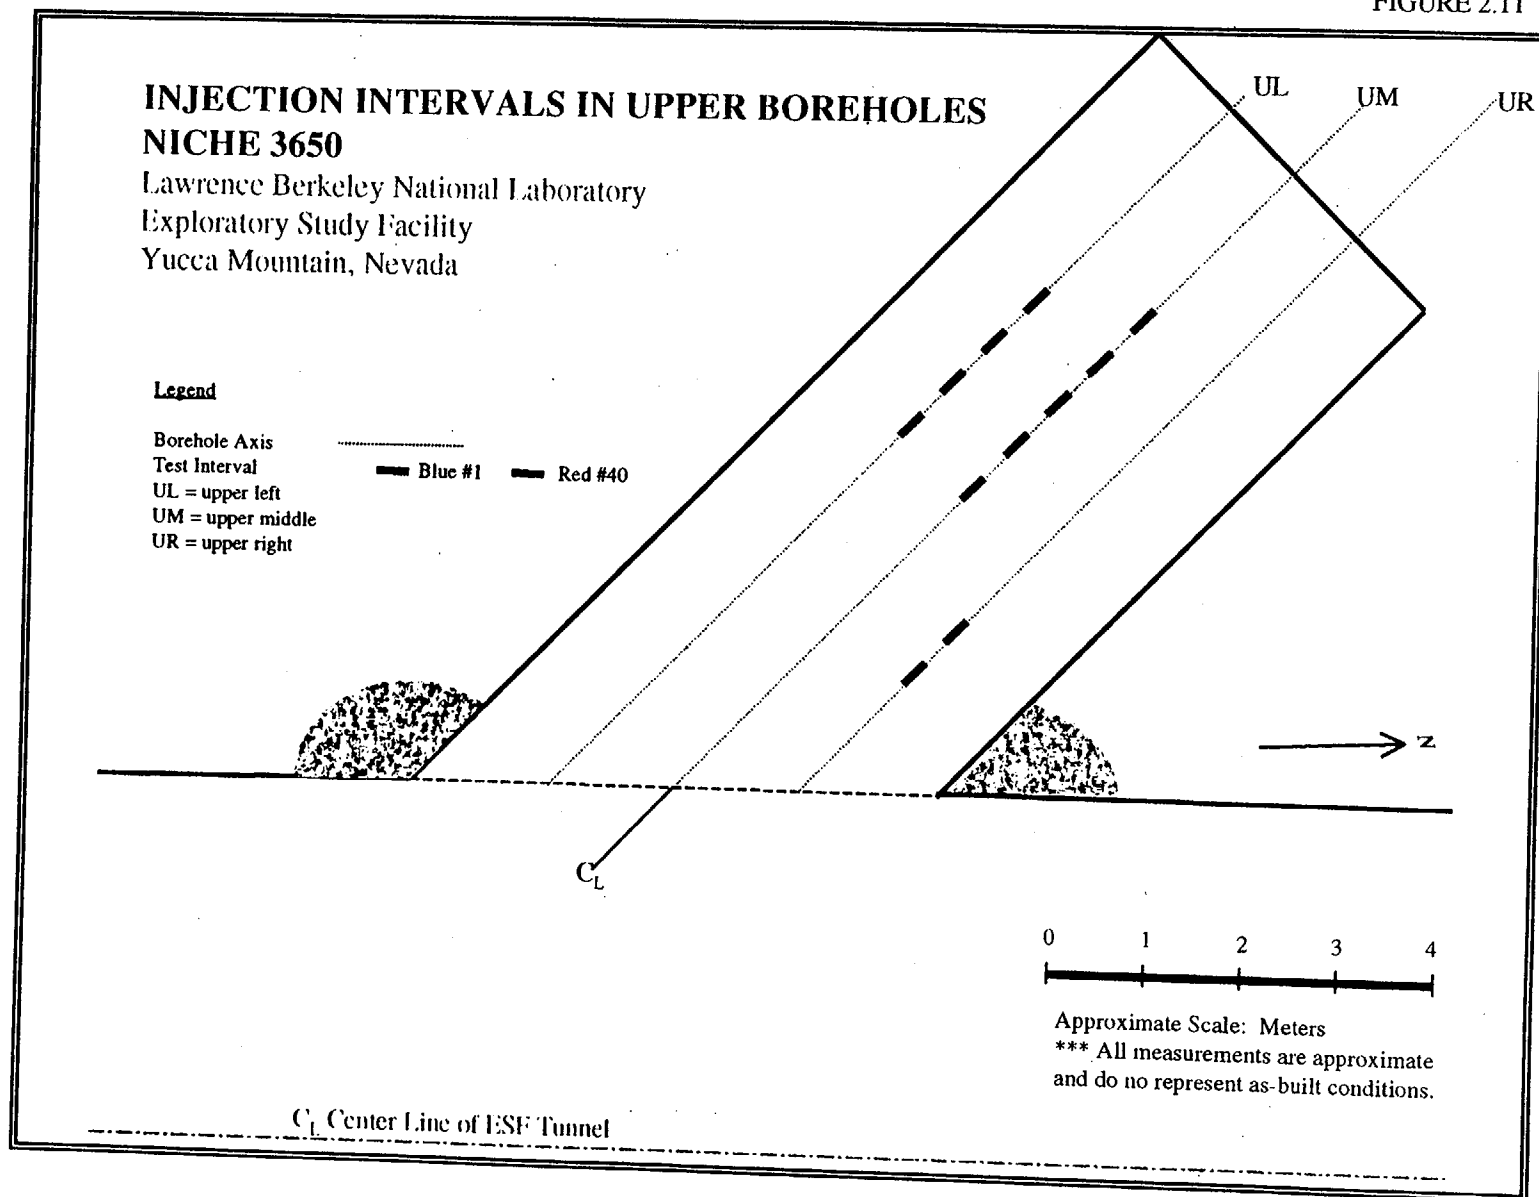 FIGURE 2.11
INJECTION INTERVALS IN UPPER BOREHOLES
NICHE 3650
Lawrence Berkeley National Laboratory
Exploratory Study Facility
Yucca Mountain, Nevada
UL
UM
UR
Legend
Borehole Axis
Test Interval
Blue #1 Red #40
UL = upper left
UM = upper middle
UR = upper right
N
CL
0 1 2 3 4
Approximate Scale: Meters
*** All measurements are approximate
and do no represent as-built conditions.
CL Center Line of ESF Tunnel